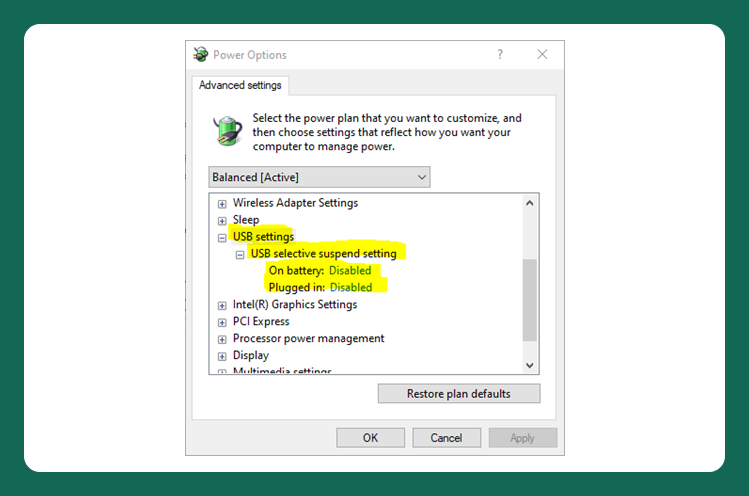 Power Options
?
Advanced settings
Select the power plan that you want to customize, and
then choose settings that reflect how you want your
computer to manage power.
Balanced [Active]
Wireless Adapter Settings
Sleep
USB settings
USB selective suspend setting
On battery: Disabled
Plugged in: Disabled
Intel(R) Graphics Settings
PCI Express
Processor power management
Display
Multimedia settings
Restore plan defaults
OK
Cancel
Apply